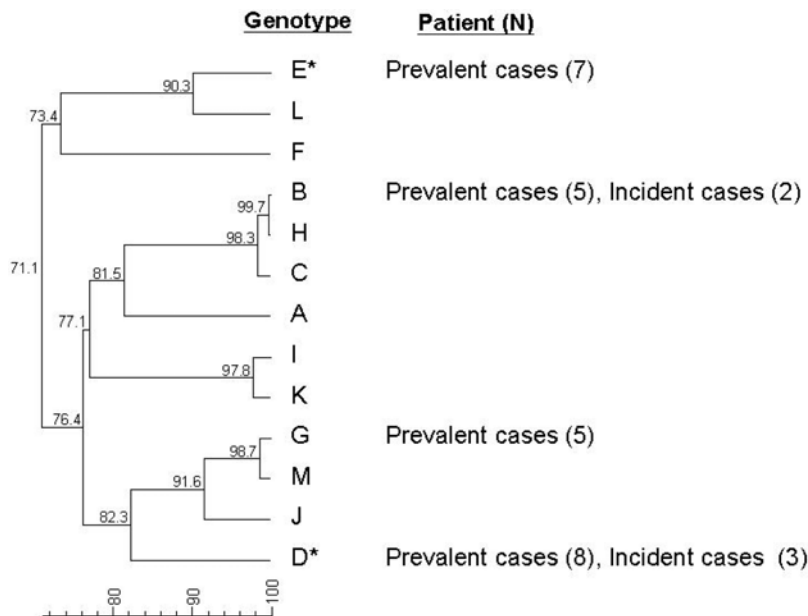 Genotype Patient (N)
E* Prevalent cases (7)
90.3
L
73.4
F
B Prevalent cases (5), Incident cases (2)
99.7
H
98.3
C
71.1
81.5
A
77.1
I
97.8
K
76.4
G Prevalent cases (5)
98.7
M
91.6
J
82.3
D* Prevalent cases (8), Incident cases (3)
80 90 100